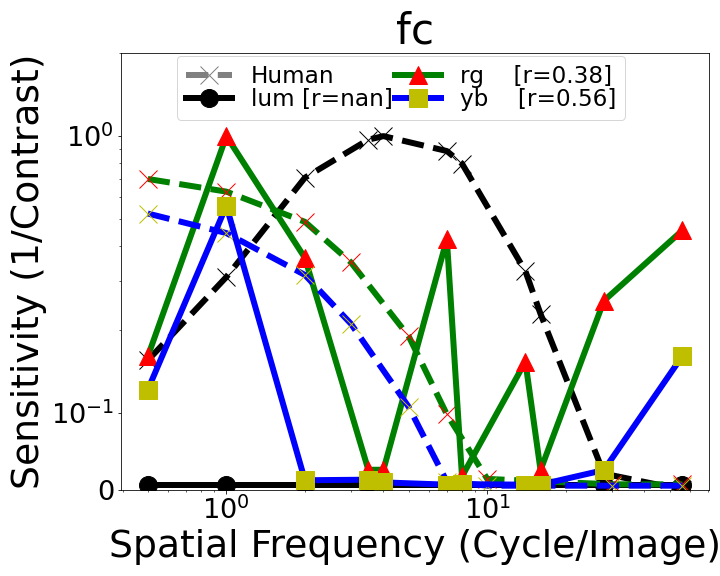 fc
Human
lum [r=nan]
rg [r=0.38]
yb [r=0.56]
Sensitivity (1/Contrast)
10⁰
10⁻¹
0
10⁰ 10¹
Spatial Frequency (Cycle/Image)